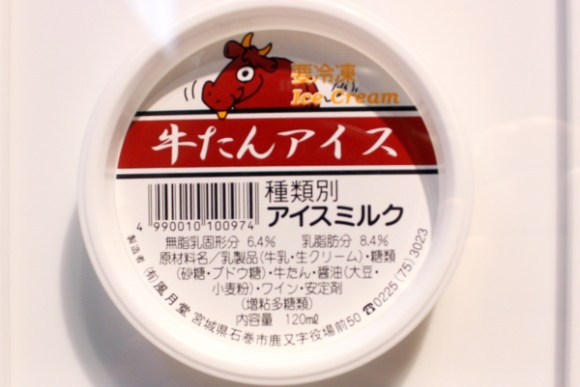 要冷凍
Ice Cream
牛たんアイス
種類別
アイスミルク
4 990010 100974
無脂乳固形分 6.4% 乳脂肪分 8.4%
原材料名/乳製品(牛乳・生クリーム)・糖類
(砂糖・ブドウ糖)・牛たん・醤油(大豆・
小麦粉)・ワイン・安定剤
(増粘多糖類)
内容量 120mℓ
製造者 (有)風月堂 宮城県石巻市鹿又字役場前50 ☎0225(75)3023